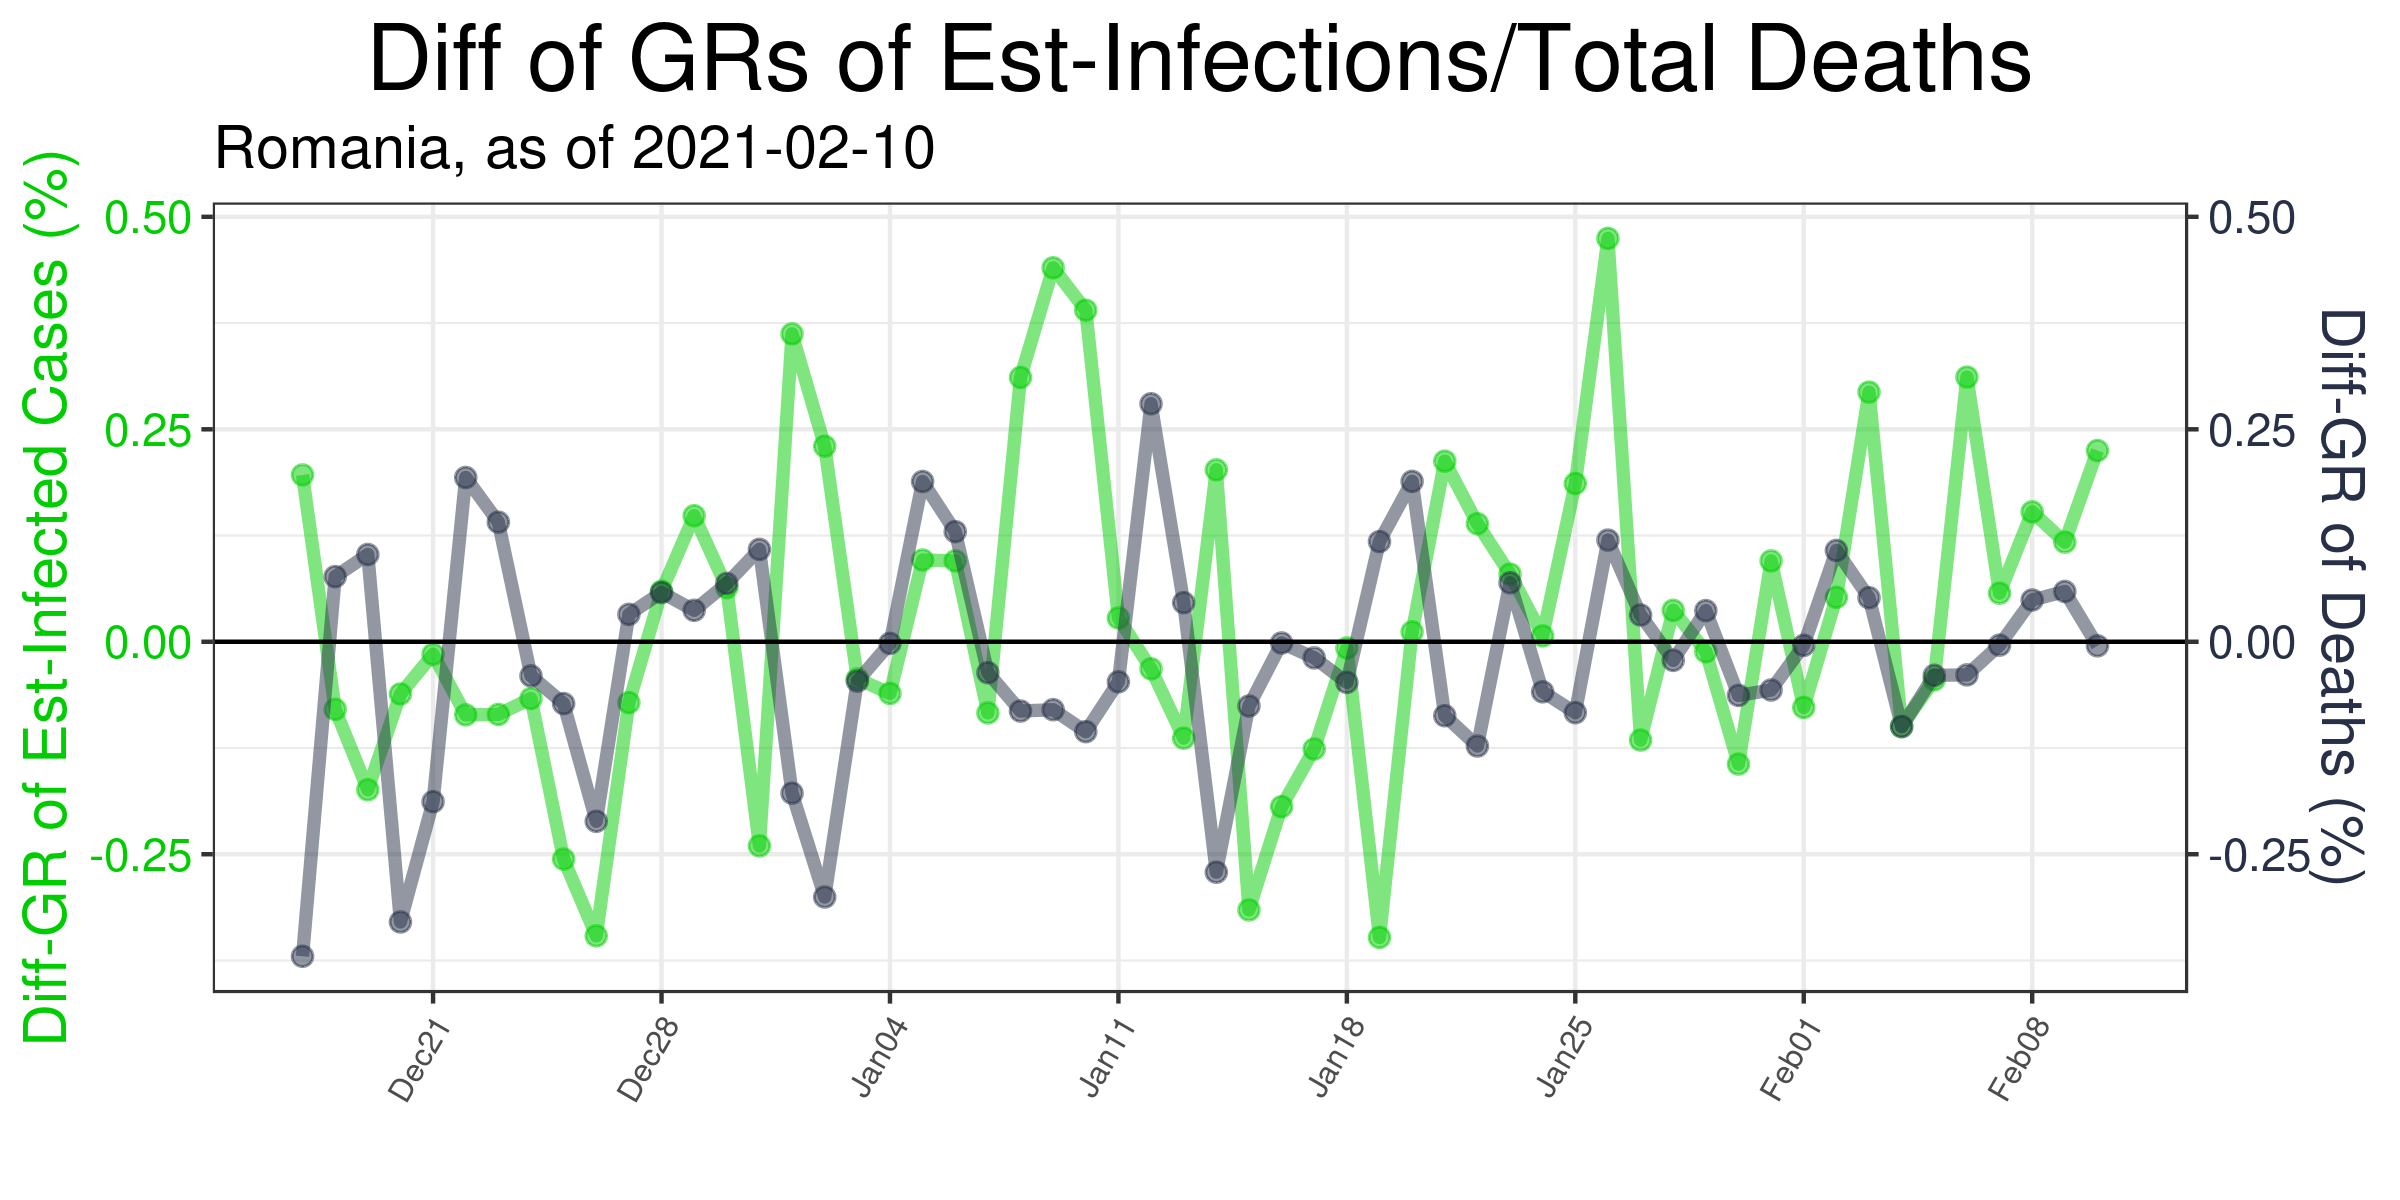 Diff of GRs of Est-Infections/Total Deaths
Romania, as of 2021-02-10
Diff-GR of Est-Infected Cases (%)
0.50
0.25
0.00
-0.25
0.50
0.25
0.00
-0.25
Diff-GR of Deaths (%)
Dec21
Dec28
Jan04
Jan11
Jan18
Jan25
Feb01
Feb08